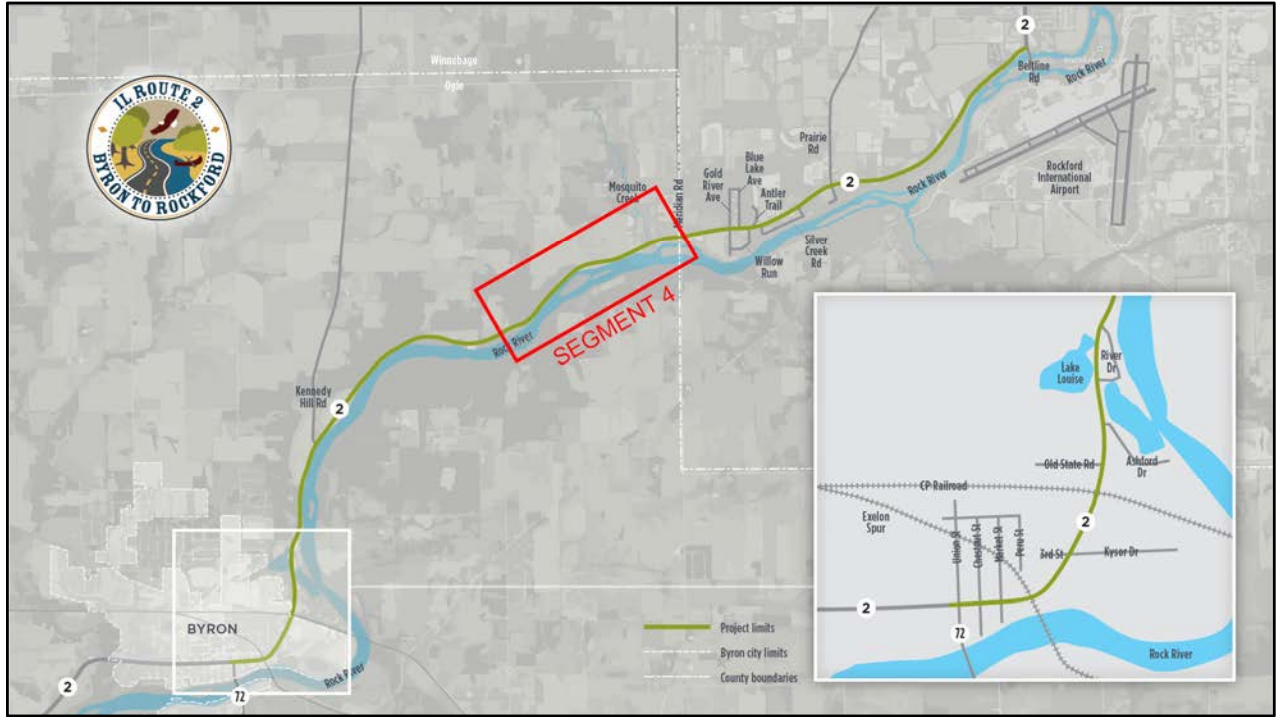 IL ROUTE 2
BYRON TO ROCKFORD
Winnebago
Ogle
2
Beltline
Rd
Rock River
Prairie
Rd
Blue
Lake
Ave
Gold
River
Ave
Antler
Trail
2
Rock River
Rockford
International
Airport
Mosquito
Creek
Meridian Rd
Silver
Creek
Rd
Willow
Run
SEGMENT 4
Rock River
Kennedy
Hill Rd
2
BYRON
Rock River
2
72
Project limits
Byron city limits
County boundaries
River
Dr
Lake
Louise
Old State Rd
Ashford
Dr
CP Railroad
Exelon
Spur
2
Union St
Chestnut St
Market St
Peru St
3rd St
Kysor Dr
2
72
Rock River